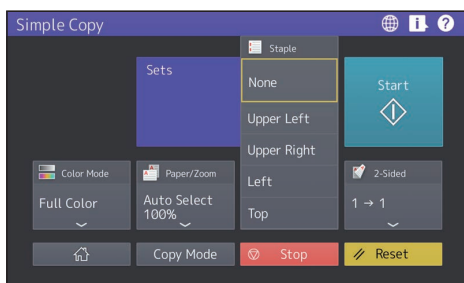 Simple Copy
Staple
Sets
None
Start
Upper Left
Upper Right
Left
Top
Color Mode
Full Color
Paper/Zoom
Auto Select
100%
2-Sided
1 → 1
Copy Mode
Stop
Reset